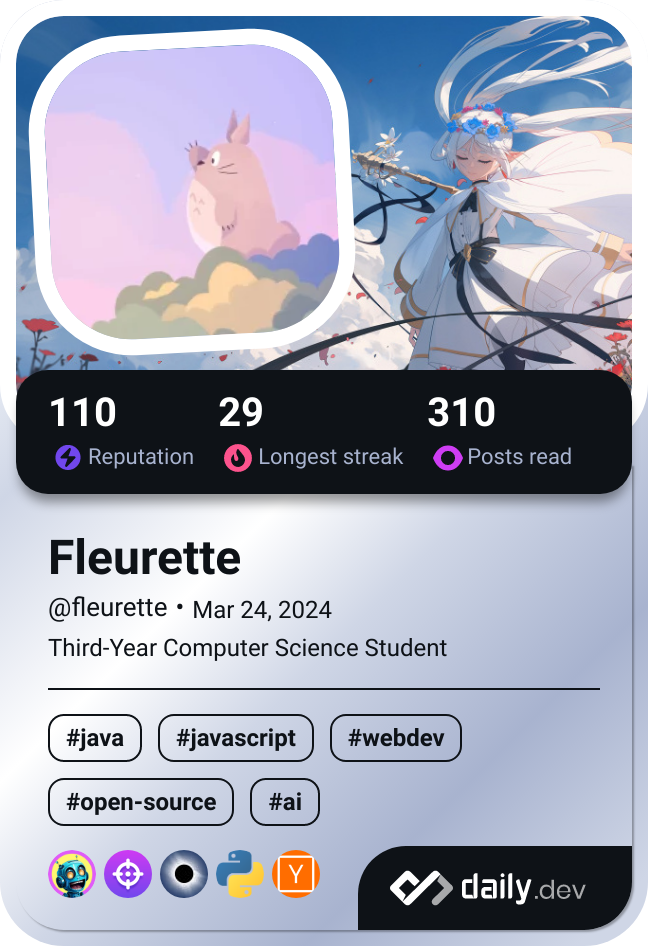 110 29 310
Reputation Longest streak Posts read
Fleurette
@fleurette • Mar 24, 2024
Third-Year Computer Science Student
#java #javascript #webdev
#open-source #ai
Y
daily.dev